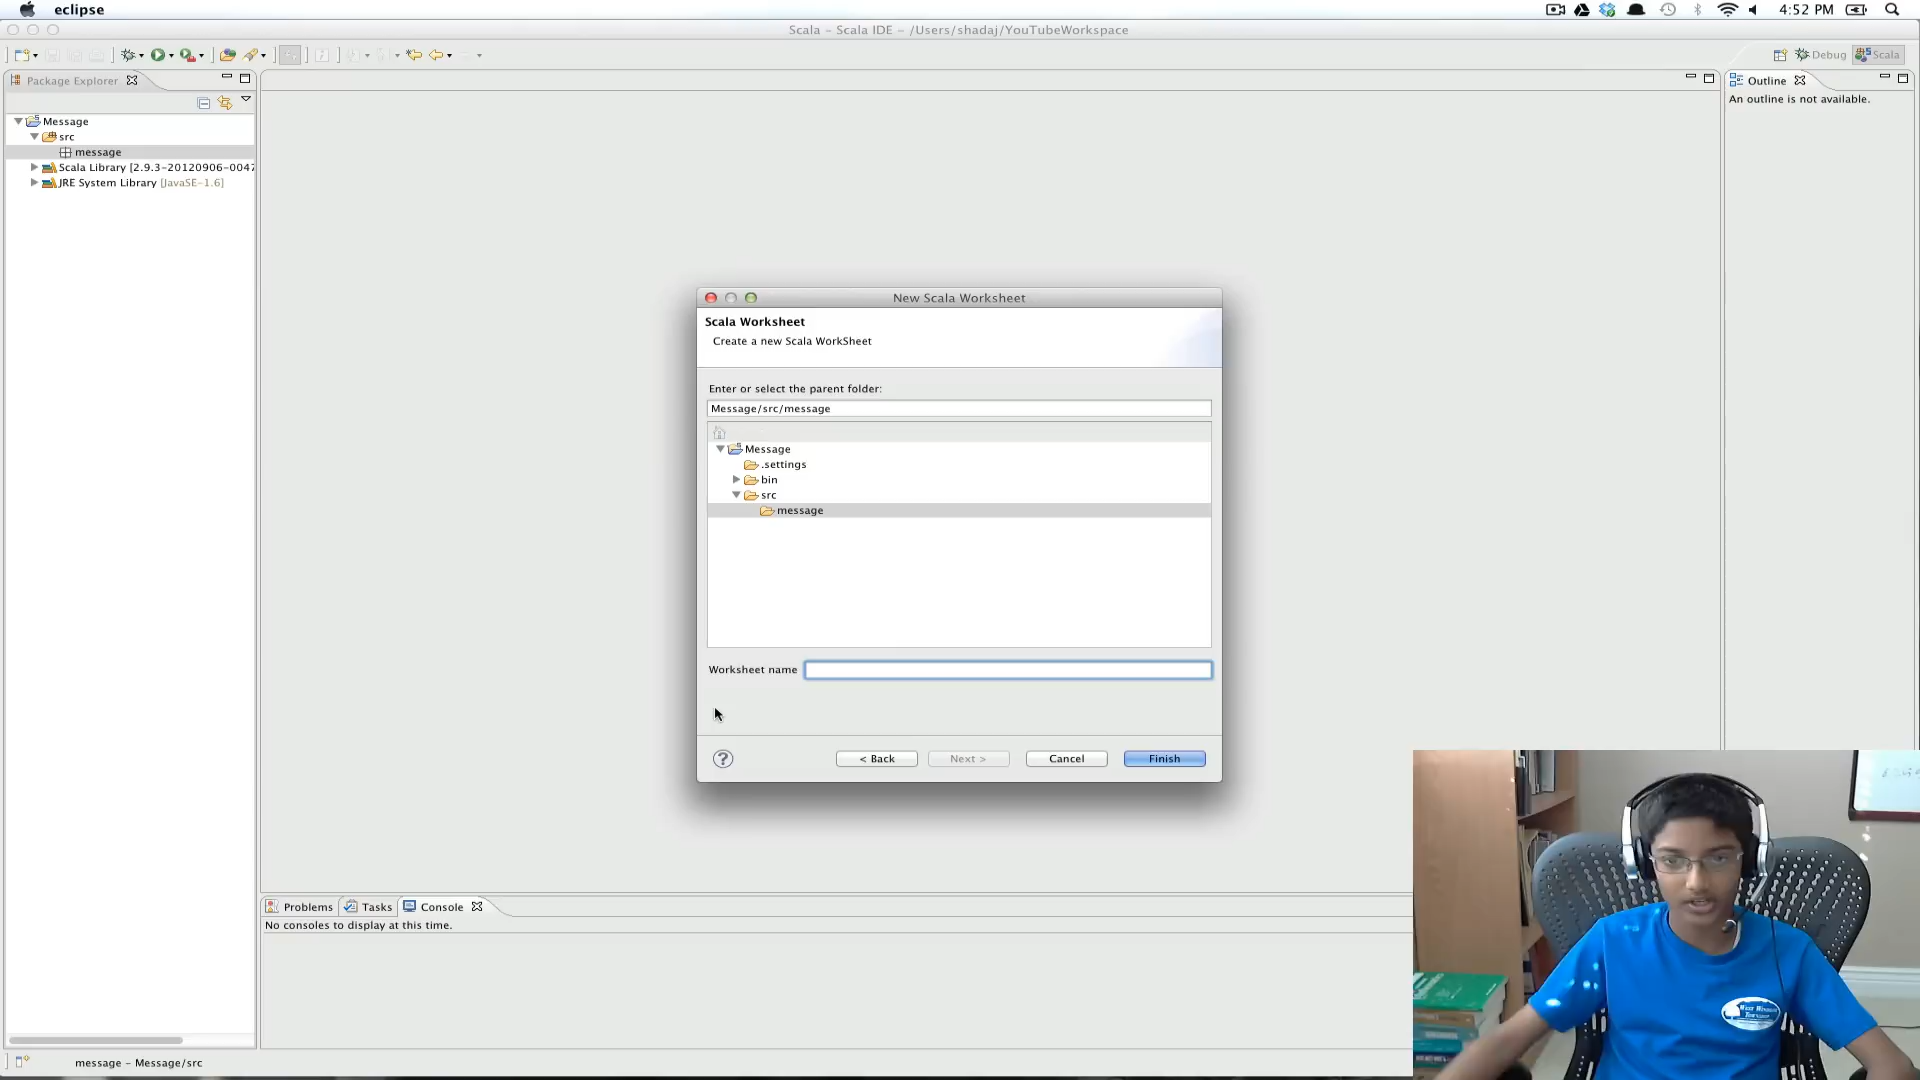 eclipse
4:52 PM
Scala – Scala IDE – /Users/shadaj/YouTubeWorkspace
Debug
Scala
Package Explorer
Outline
An outline is not available.
Message
src
message
Scala Library [2.9.3-20120906-0047
JRE System Library [JavaSE-1.6]
New Scala Worksheet
Scala Worksheet
Create a new Scala WorkSheet
Enter or select the parent folder:
Message/src/message
Message
.settings
bin
src
message
Worksheet name
?
< Back
Next >
Cancel
Finish
Problems
Tasks
Console
No consoles to display at this time.
message – Message/src